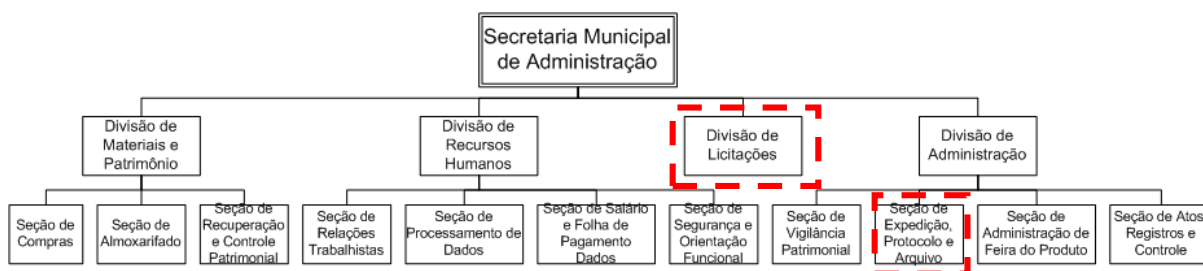 Secretaria Municipal
de Administração
Divisão de
Materiais e
Patrimônio
Divisão de
Recursos
Humanos
Divisão de
Licitações
Divisão de
Administração
Seção de
Compras
Seção de
Almoxarifado
Seção de
Recuperação
e Controle
Patrimonial
Seção de
Relações
Trabalhistas
Seção de
Processamento de
Dados
Seção de Salário
e Folha de
Pagamento
Dados
Seção de
Segurança e
Orientação
Funcional
Seção de
Vigilância
Patrimonial
Seção de
Expedição,
Protocolo e
Arquivo
Seção de
Administração de
Feira do Produto
Seção de Atos
Registros e
Controle